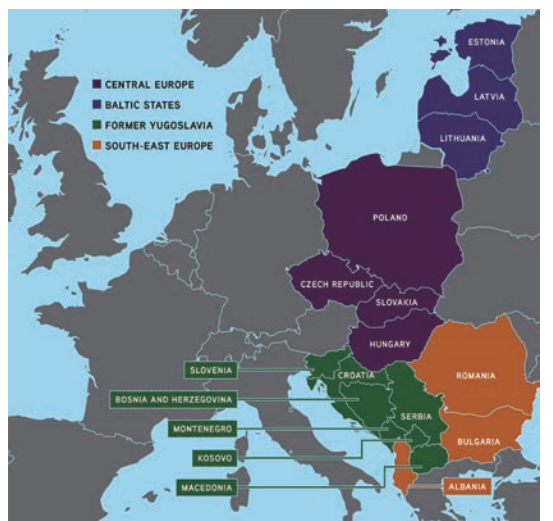 ESTONIA
CENTRAL EUROPE
BALTIC STATES
LATVIA
FORMER YUGOSLAVIA
LITHUANIA
SOUTH-EAST EUROPE
POLAND
CZECH REPUBLIC
SLOVAKIA
HUNGARY
SLOVENIA
CROATIA
ROMANIA
BOSNIA AND HERZEGOVINA
SERBIA
MONTENEGRO
BULGARIA
KOSOVO
MACEDONIA
ALBANIA